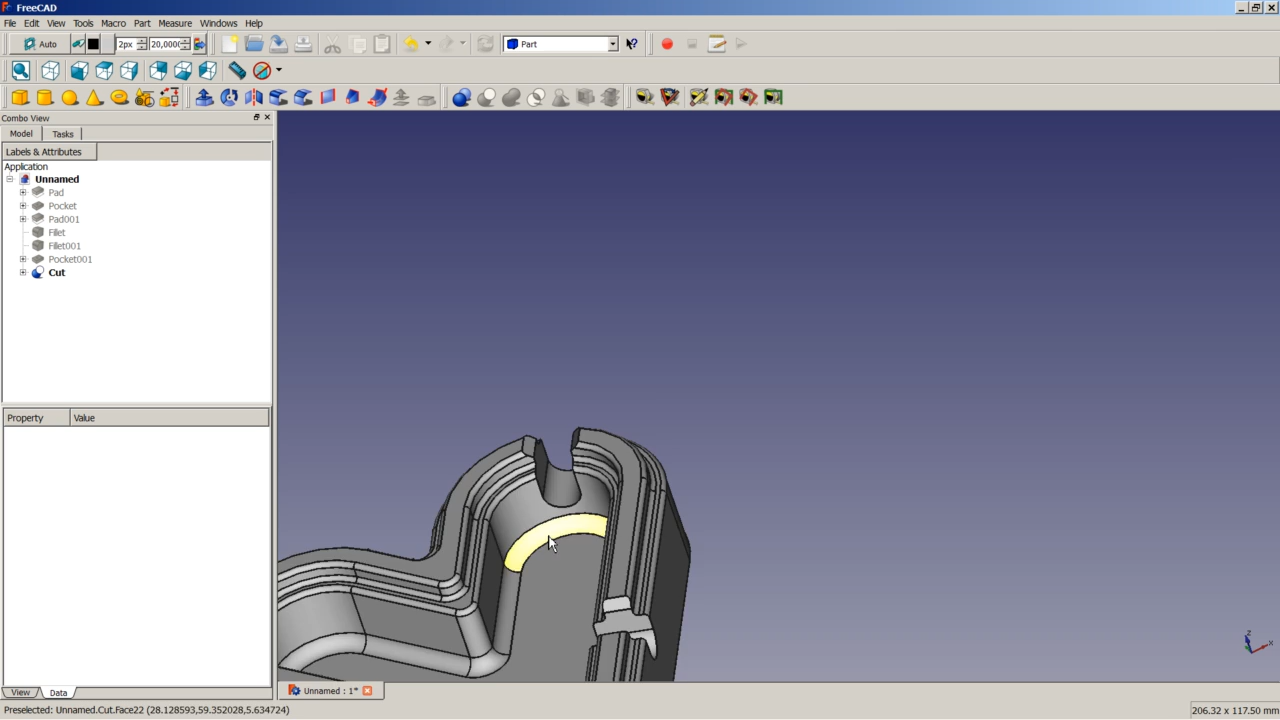 FreeCAD
File Edit View Tools Macro Part Measure Windows Help
Auto 2px 20,0000 Part
Combo View
Model Tasks
Labels & Attributes
Application
Unnamed
Pad
Pocket
Pad001
Fillet
Fillet001
Pocket001
Cut
Property Value
View Data
Unnamed : 1*
Preselected: Unnamed.Cut.Face22 (28.128593,59.352028,5.634724)
206.32 x 117.50 mm